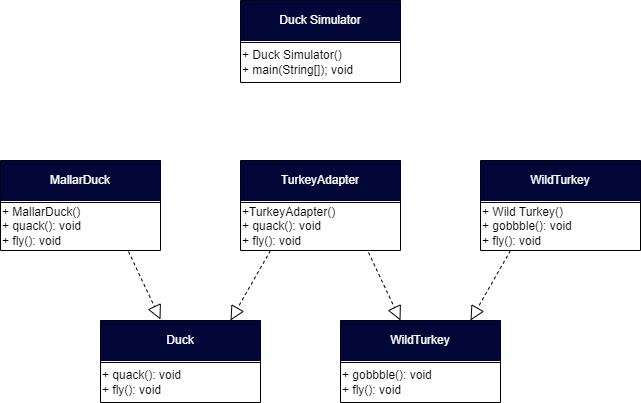 Duck Simulator
+ Duck Simulator()
+ main(String[]); void
MallarDuck
+ MallarDuck()
+ quack(): void
+ fly(): void
TurkeyAdapter
+TurkeyAdapter()
+ quack(): void
+ fly(): void
WildTurkey
+ Wild Turkey()
+ gobbble(): void
+ fly(): void
Duck
+ quack(): void
+ fly(): void
WildTurkey
+ gobbble(): void
+ fly(): void